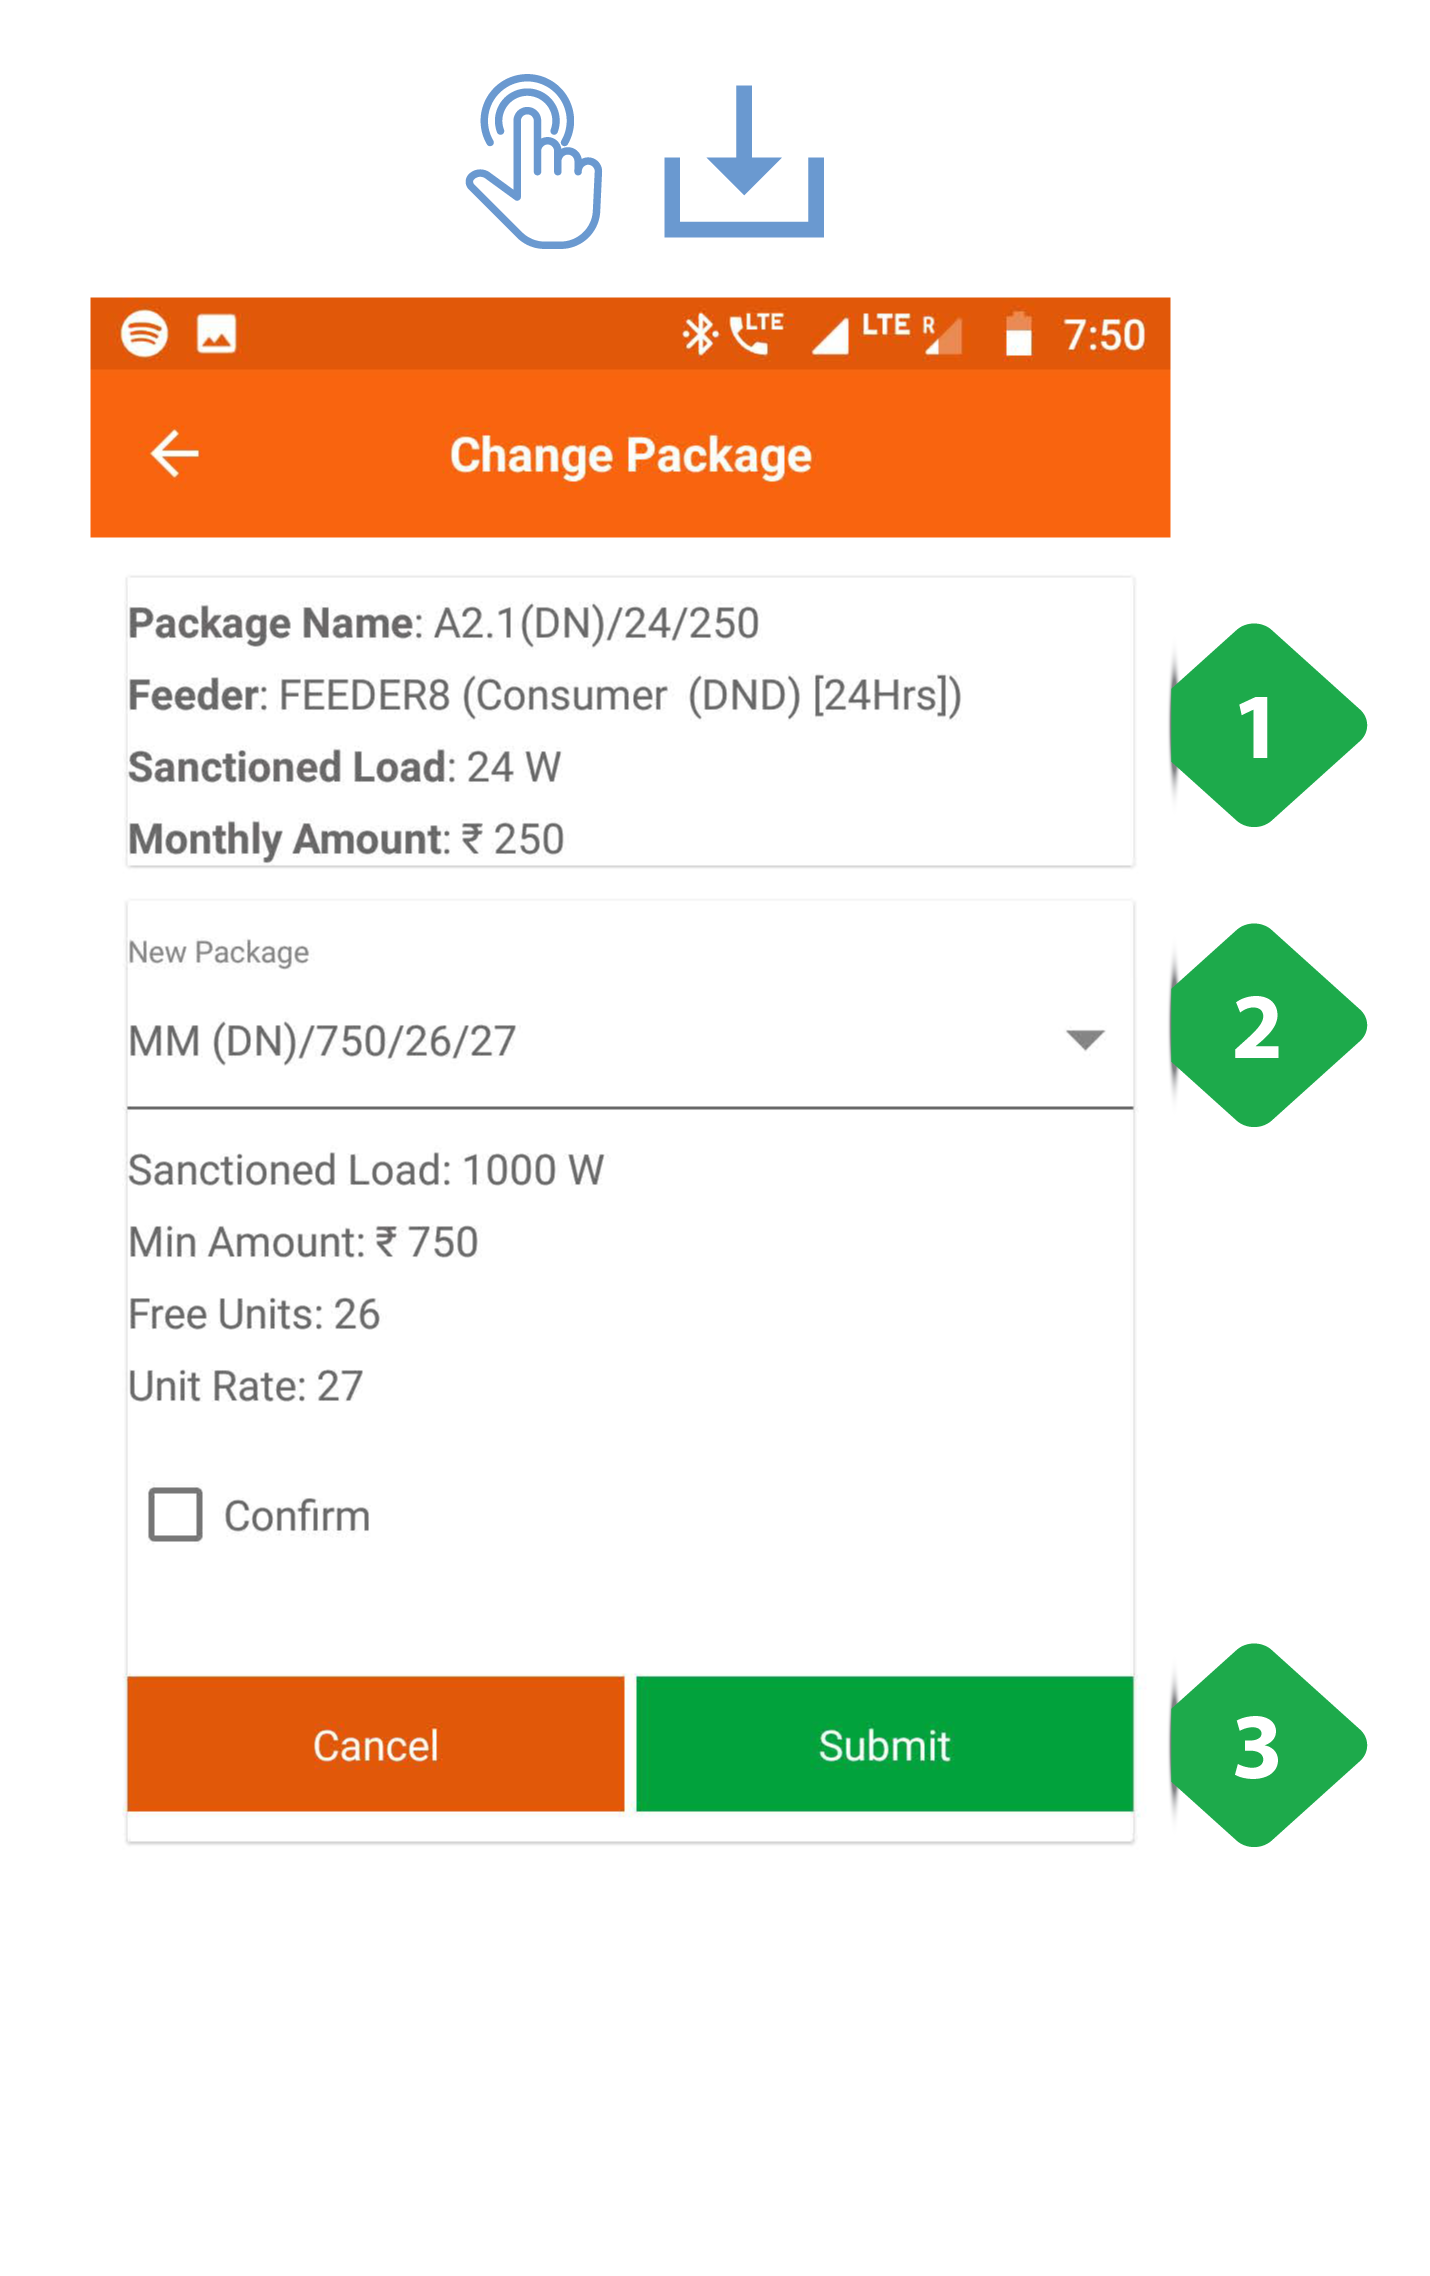 LTE LTE R 7:50
Change Package
Package Name: A2.1(DN)/24/250
Feeder: FEEDER8 (Consumer (DND) [24Hrs])
Sanctioned Load: 24 W
Monthly Amount: ₹ 250
1
New Package
MM (DN)/750/26/27
2
Sanctioned Load: 1000 W
Min Amount: ₹ 750
Free Units: 26
Unit Rate: 27
Confirm
Cancel
Submit
3